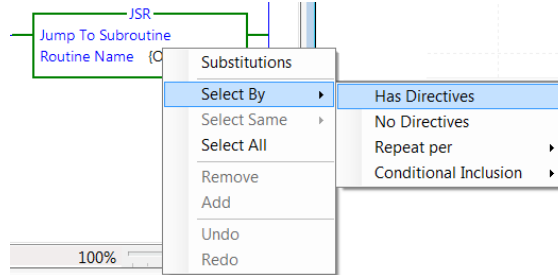 JSR
Jump To Subroutine
Routine Name {O
Substitutions
Select By
Select Same
Select All
Remove
Add
Undo
Redo
Has Directives
No Directives
Repeat per
Conditional Inclusion
100%